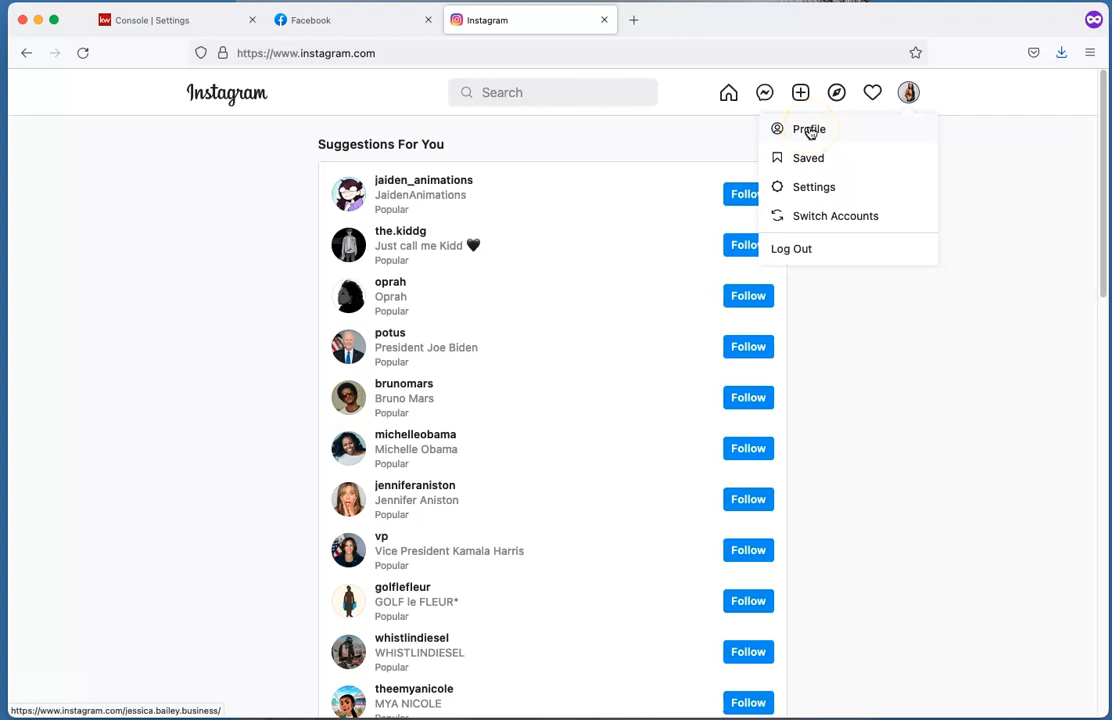 kw Console | Settings
Facebook
Instagram
https://www.instagram.com
Instagram
Search
Profile
Saved
Settings
Switch Accounts
Log Out
Suggestions For You
jaiden_animations
JaidenAnimations
Popular
Follow
the.kiddg
Just call me Kidd 🖤
Popular
Follow
oprah
Oprah
Popular
Follow
potus
President Joe Biden
Popular
Follow
brunomars
Bruno Mars
Popular
Follow
michelleobama
Michelle Obama
Popular
Follow
jenniferaniston
Jennifer Aniston
Popular
Follow
vp
Vice President Kamala Harris
Popular
Follow
golflefleur
GOLF le FLEUR*
Popular
Follow
whistlindiesel
WHISTLINDIESEL
Popular
Follow
theemyanicole
MYA NICOLE
Popular
Follow
https://www.instagram.com/jessica.bailey.business/